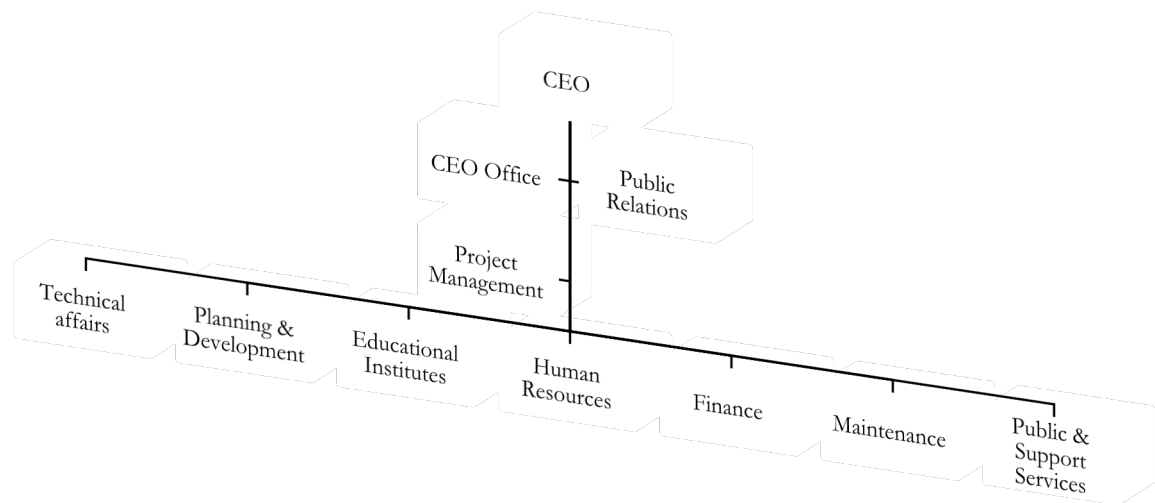 CEO
CEO Office
Public
Relations
Project
Management
Technical
affairs
Planning &
Development
Educational
Institutes
Human
Resources
Finance
Maintenance
Public &
Support
Services